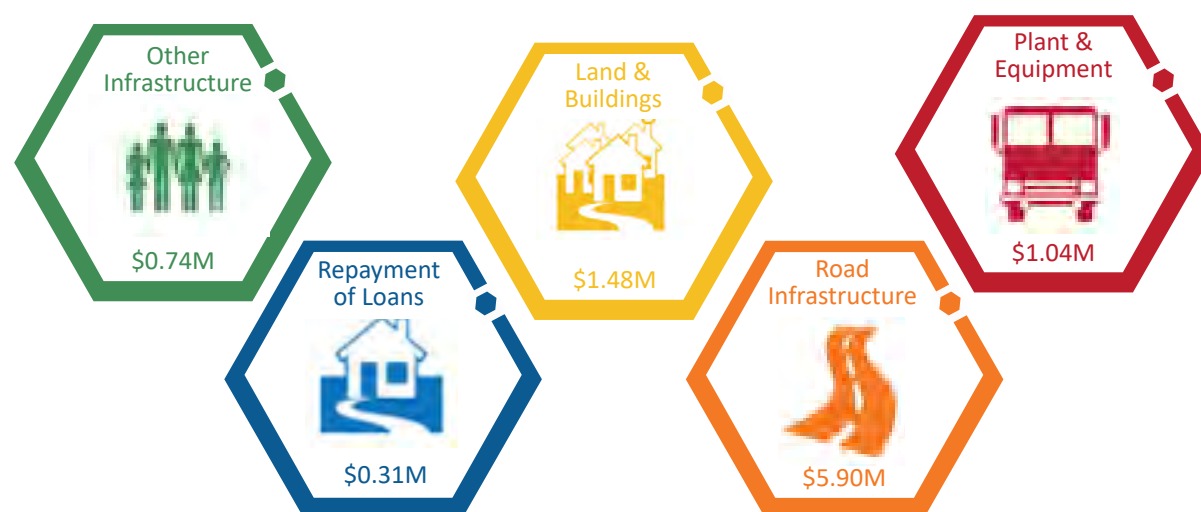 Other
Infrastructure
$0.74M
Repayment
of Loans
$0.31M
Land &
Buildings
$1.48M
Road
Infrastructure
$5.90M
Plant &
Equipment
$1.04M